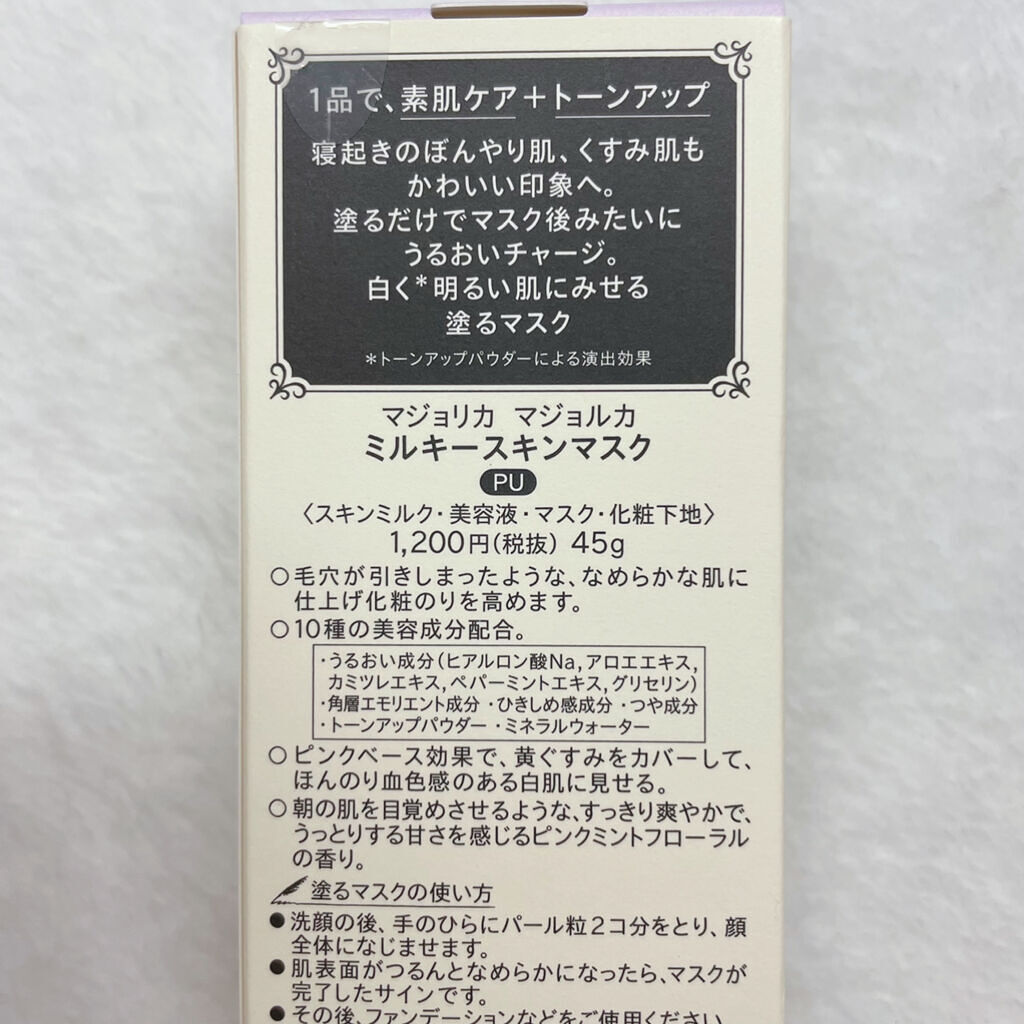 1品で、素肌ケア+トーンアップ
寝起きのぼんやり肌、くすみ肌も
かわいい印象へ。
塗るだけでマスク後みたいに
うるおいチャージ。
白く*明るい肌にみせる
塗るマスク
*トーンアップパウダーによる演出効果
マジョリカ マジョルカ
ミルキースキンマスク
PU
〈スキンミルク・美容液・マスク・化粧下地〉
1,200円(税抜) 45g
○毛穴が引きしまったような、なめらかな肌に
仕上げ化粧のりを高めます。
○10種の美容成分配合。
・うるおい成分(ヒアルロン酸Na,アロエエキス,
カミツレエキス,ペパーミントエキス,グリセリン)
・角層エモリエント成分・ひきしめ感成分・つや成分
・トーンアップパウダー・ミネラルウォーター
○ピンクベース効果で、黄ぐすみをカバーして、
ほんのり血色感のある白肌に見せる。
○朝の肌を目覚めさせるような、すっきり爽やかで、
うっとりする甘さを感じるピンクミントフローラル
の香り。
塗るマスクの使い方
●洗顔の後、手のひらにパール粒2コ分をとり、顔
全体になじませます。
●肌表面がつるんとなめらかになったら、マスクが
完了したサインです。
●その後、ファンデーションなどをご使用ください